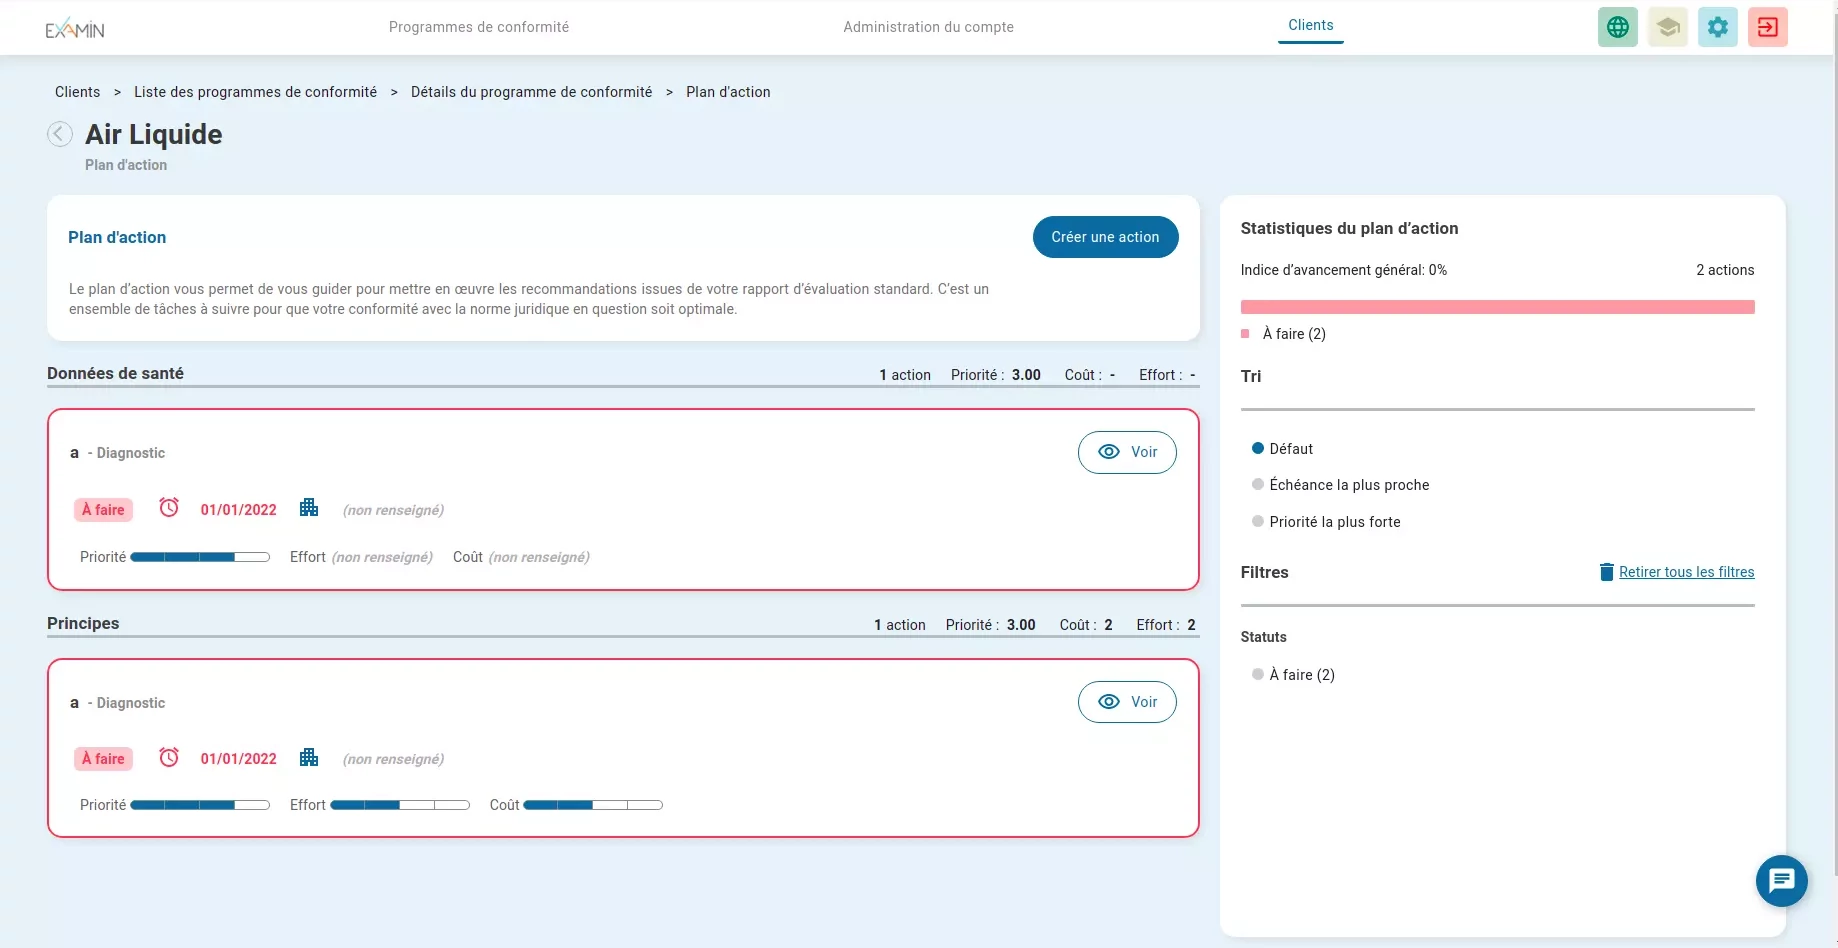 EXAMIN
Programmes de conformité
Administration du compte
Clients
Clients > Liste des programmes de conformité > Détails du programme de conformité > Plan d'action
Air Liquide
Plan d'action
Plan d'action
Créer une action
Le plan d’action vous permet de vous guider pour mettre en œuvre les recommandations issues de votre rapport d’évaluation standard. C’est un
ensemble de tâches à suivre pour que votre conformité avec la norme juridique en question soit optimale.
Données de santé
1 action Priorité : 3.00 Coût : - Effort : -
a - Diagnostic
Voir
À faire 01/01/2022 (non renseigné)
Priorité Effort (non renseigné) Coût (non renseigné)
Principes
1 action Priorité : 3.00 Coût : 2 Effort : 2
a - Diagnostic
Voir
À faire 01/01/2022 (non renseigné)
Priorité Effort Coût
Statistiques du plan d’action
Indice d’avancement général: 0% 2 actions
À faire (2)
Tri
Défaut
Échéance la plus proche
Priorité la plus forte
Filtres Retirer tous les filtres
Statuts
À faire (2)